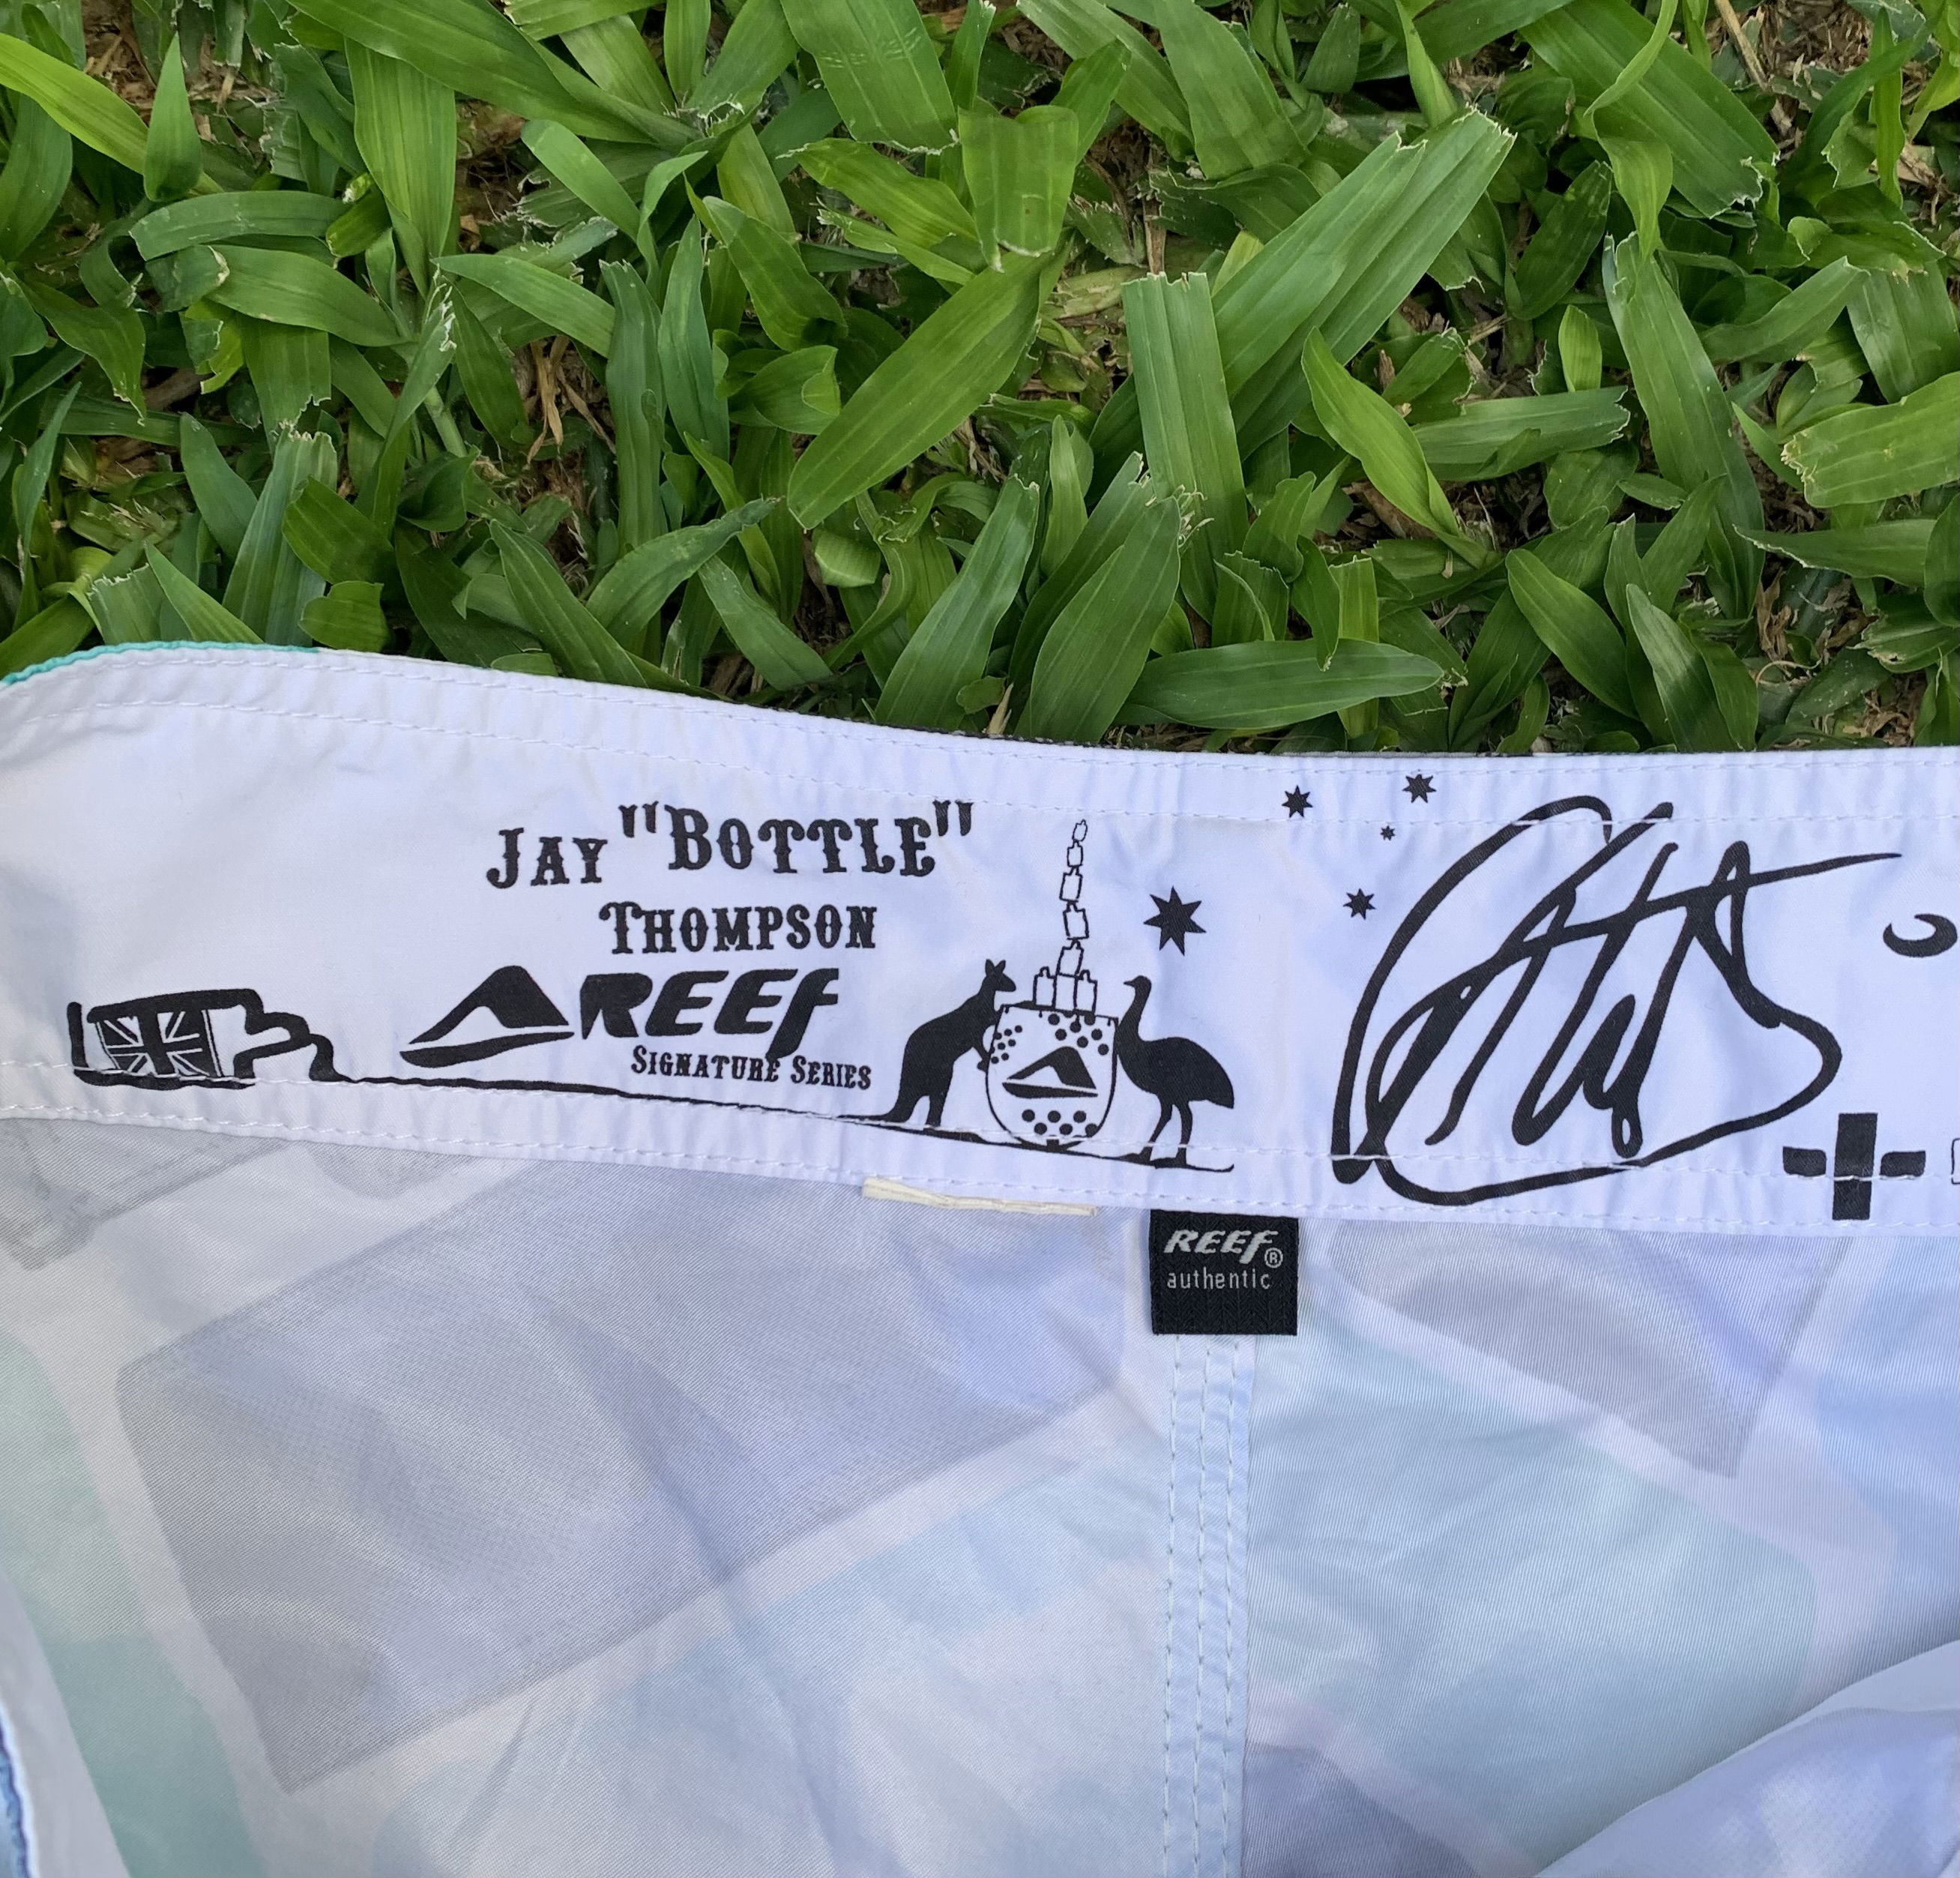 JAY "BOTTLE"
THOMPSON
REEF
SIGNATURE SERIES
REEF®
authentic